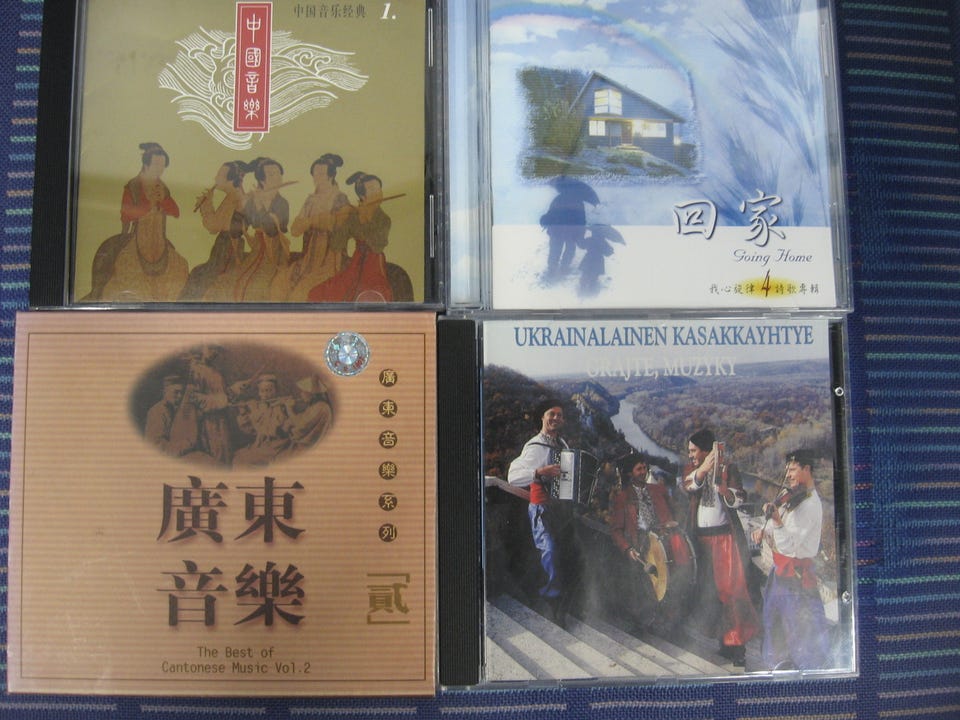 中国音乐经典 1.
中國音樂
回家
Going Home
我心旋律 4 詩歌專輯
廣東音樂系列
廣東
音樂
「貳」
The Best of
Cantonese Music Vol.2
UKRAINALAINEN KASAKKAYHTYE
GRAJTE, MUZYKY